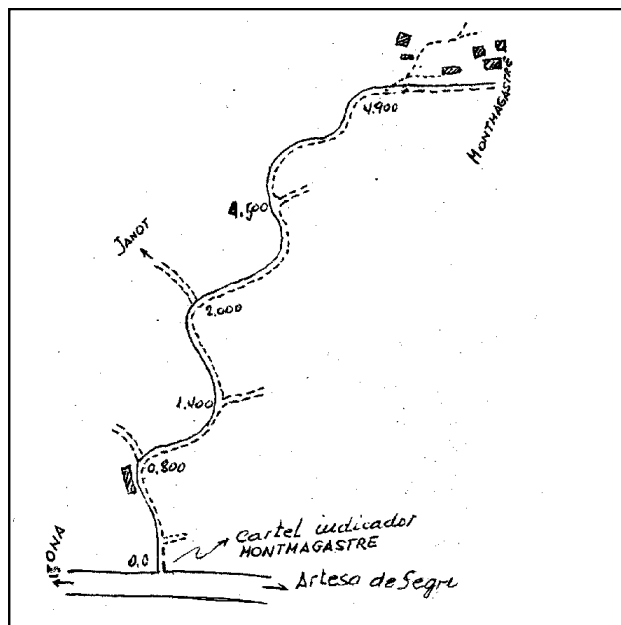 4.900
MONTMAGASTRE
4.500
JANOT
2.000
1.400
0,800
cartel indicador
MONTMAGASTRE
0,0
ISONA
Artesa de Segre